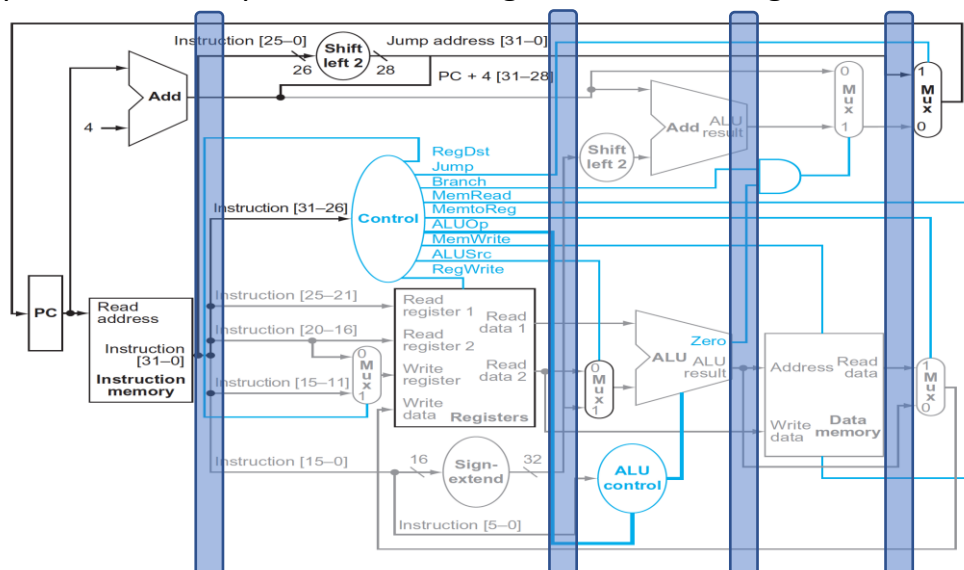 Instruction [25–0]
Shift
left 2
Jump address [31–0]
26
28
PC + 4 [31–28]
Add
4
0
M
u
x
1
1
M
u
x
0
Add
ALU
result
Shift
left 2
RegDst
Jump
Branch
MemRead
MemtoReg
ALUOp
MemWrite
ALUSrc
RegWrite
Instruction [31–26]
Control
PC
Read
address
Instruction
[31–0]
Instruction
memory
Instruction [25–21]
Instruction [20–16]
Instruction [15–11]
0
M
u
x
1
Read
register 1
Read
register 2
Write
register
Write
data
Read
data 1
Read
data 2
Registers
0
M
u
x
1
Zero
ALU
ALU
result
Address
Read
data
Write
data
Data
memory
1
M
u
x
0
Instruction [15–0]
16
Sign-
extend
32
ALU
control
Instruction [5–0]